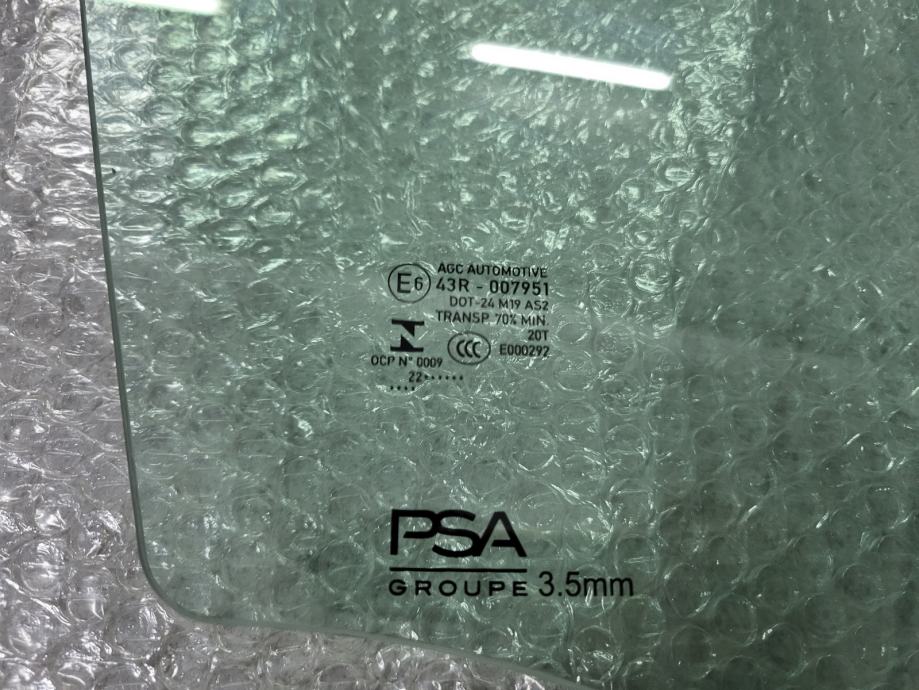 AGC AUTOMOTIVE
E6 43R - 007951
DOT-24 M19 AS2
TRANSP. 70% MIN.
20T
CCC E000292
OCP N° 0009
22·······
····
PSA
GROUPE 3.5mm